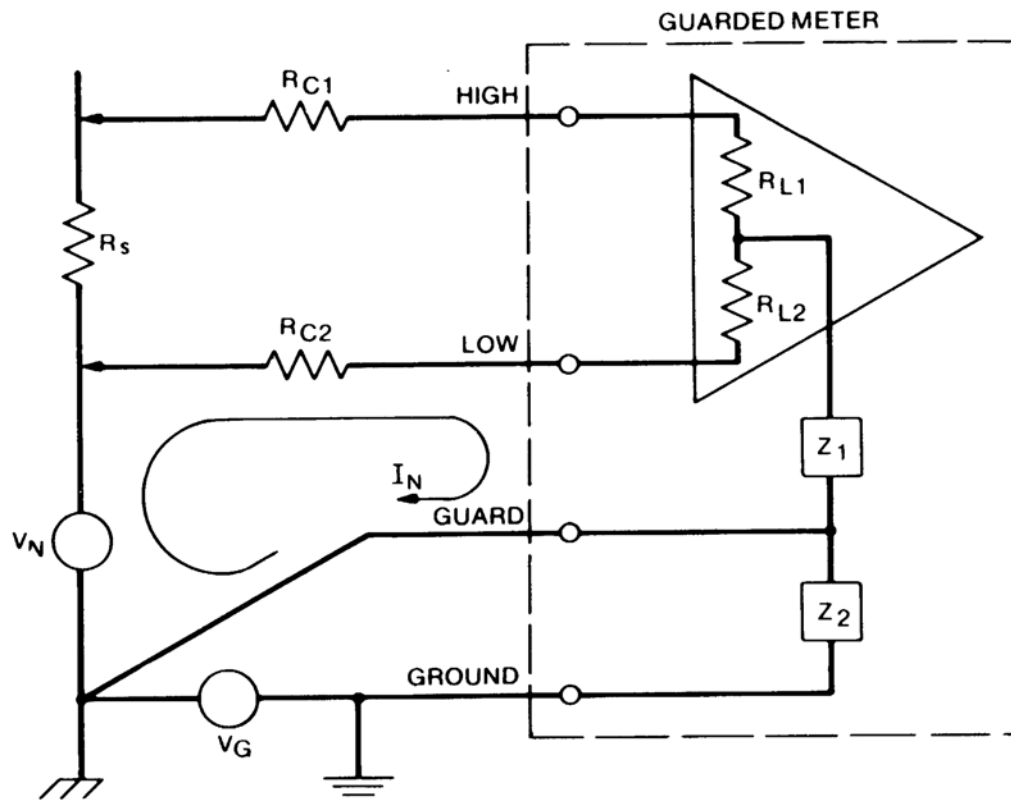 GUARDED METER
RC1
HIGH
RL1
Rs
RL2
RC2
LOW
Z1
IN
GUARD
VN
Z2
GROUND
VG